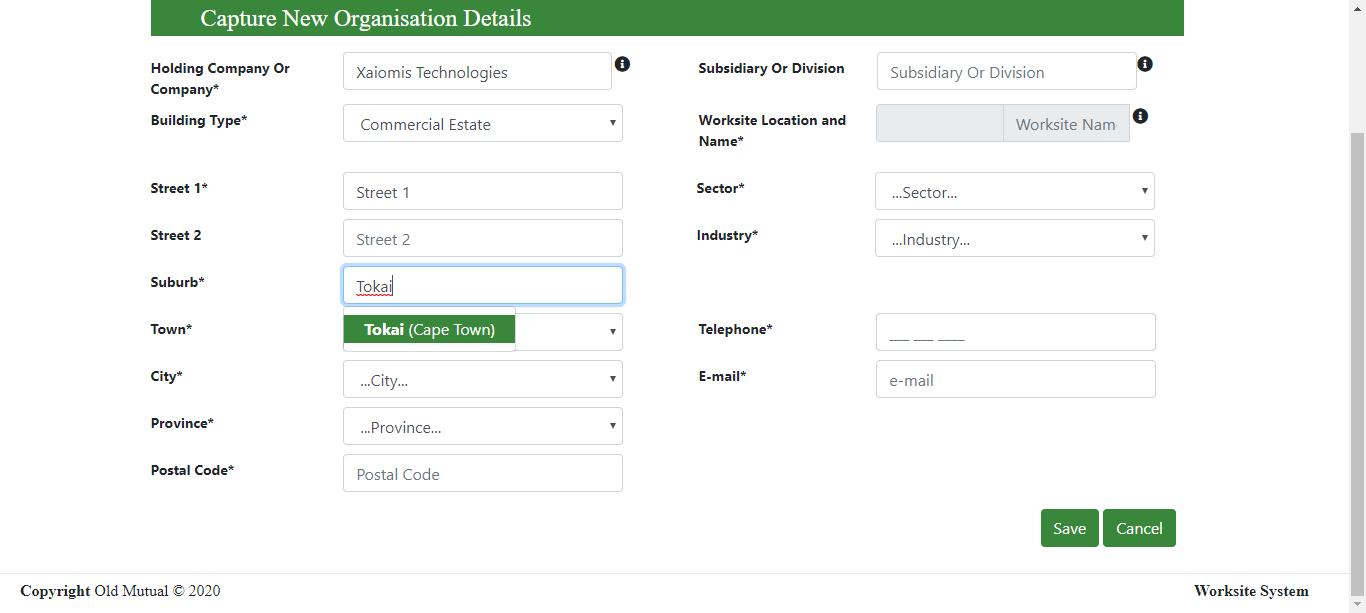 Capture New Organisation Details
Holding Company Or
Company*
Xaiomis Technologies
Subsidiary Or Division
Subsidiary Or Division
Building Type*
Commercial Estate
Worksite Location and
Name*
Worksite Nam
Street 1*
Street 1
Sector*
...Sector...
Street 2
Street 2
Industry*
...Industry...
Suburb*
Tokai
Town*
Tokai (Cape Town)
Telephone*
___ ___ ____
City*
...City...
E-mail*
e-mail
Province*
...Province...
Postal Code*
Postal Code
Save
Cancel
Copyright Old Mutual © 2020
Worksite System